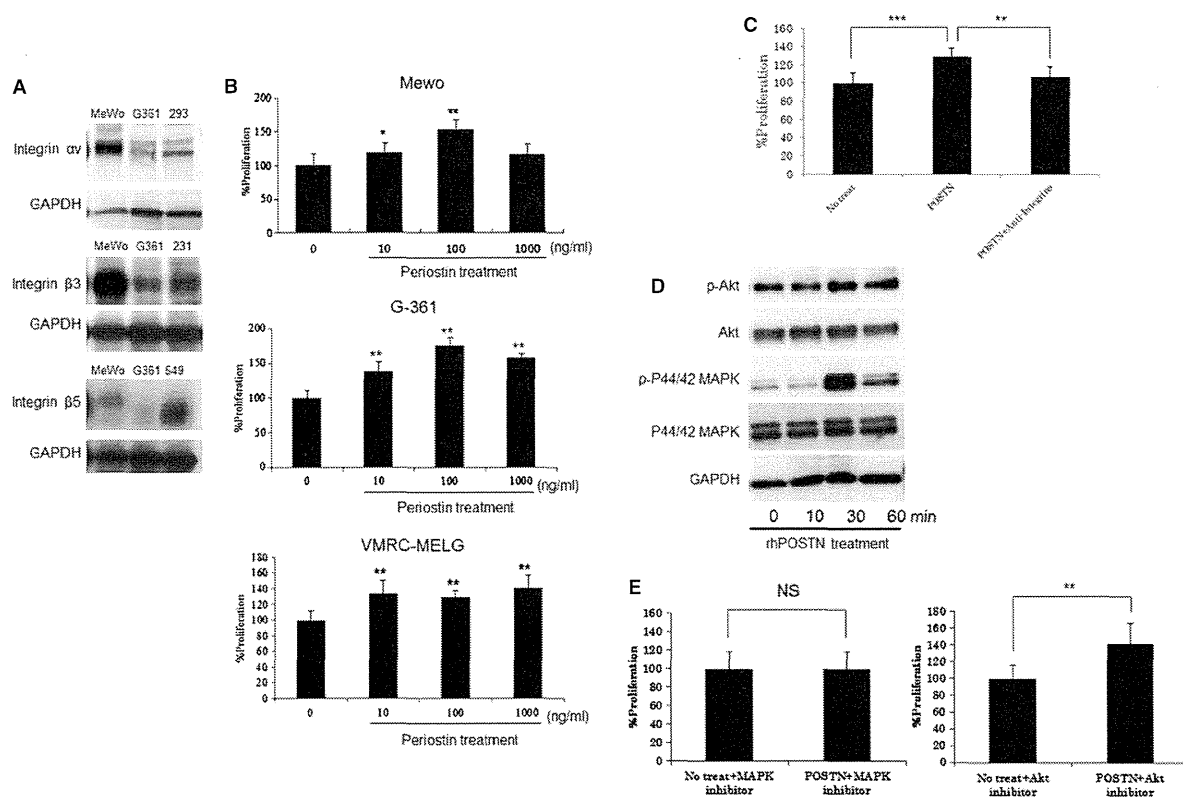 A
MeWo G361 293
Integrin αv
GAPDH
MeWo G361 231
Integrin β3
GAPDH
MeWo G361 549
Integrin β5
GAPDH
B
Mewo
%Proliferation
200
150
100
50
0
* ** 
0 10 100 1000 (ng/ml)
Periostin treatment
G-361
%Proliferation
200
150
100
50
0
** ** **
0 10 100 1000 (ng/ml)
Periostin treatment
VMRC-MELG
%Proliferation
180
160
140
120
100
80
60
40
20
0
** ** **
0 10 100 1000 (ng/ml)
Periostin treatment
C
%Proliferation
160
140
120
100
80
60
40
20
0
*** **
No treat
POSTN
POSTN+Anti Integrins
D
p-Akt
Akt
p-P44/42 MAPK
P44/42 MAPK
GAPDH
0 10 30 60 min
rhPOSTN treatment
E
NS
%Proliferation
160
140
120
100
80
60
40
20
0
No treat+MAPK inhibitor
POSTN+MAPK inhibitor
**
%Proliferation
180
160
140
120
100
80
60
40
20
0
No treat+Akt inhibitor
POSTN+Akt inhibitor